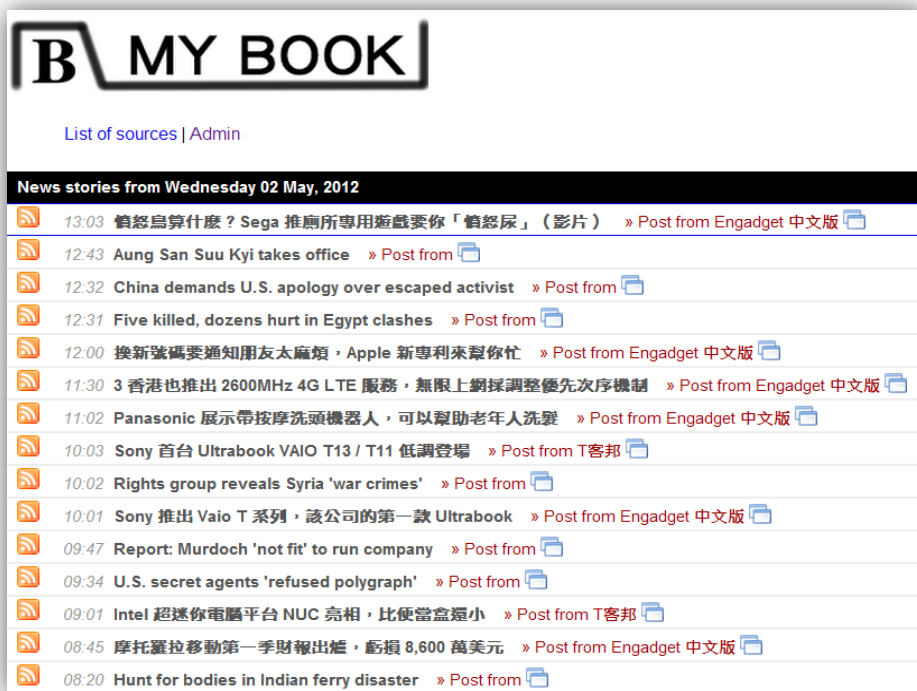 B MY BOOK
List of sources | Admin
News stories from Wednesday 02 May, 2012
13:03 憤怒鳥算什麼？Sega 推廁所專用遊戲要你「憤怒尿」（影片） » Post from Engadget 中文版
12:43 Aung San Suu Kyi takes office » Post from
12:32 China demands U.S. apology over escaped activist » Post from
12:31 Five killed, dozens hurt in Egypt clashes » Post from
12:00 換新號碼要通知朋友太麻煩，Apple 新專利來幫你忙 » Post from Engadget 中文版
11:30 3 香港也推出 2600MHz 4G LTE 服務，無限上網採調整優先次序機制 » Post from Engadget 中文版
11:02 Panasonic 展示帶按摩洗頭機器人，可以幫助老年人洗髮 » Post from Engadget 中文版
10:03 Sony 首台 Ultrabook VAIO T13 / T11 低調登場 » Post from T客邦
10:02 Rights group reveals Syria 'war crimes' » Post from
10:01 Sony 推出 Vaio T 系列，該公司的第一款 Ultrabook » Post from Engadget 中文版
09:47 Report: Murdoch 'not fit' to run company » Post from
09:34 U.S. secret agents 'refused polygraph' » Post from
09:01 Intel 超迷你電腦平台 NUC 亮相，比便當盒還小 » Post from T客邦
08:45 摩托羅拉移動第一季財報出爐，虧損 8,600 萬美元 » Post from Engadget 中文版
08:20 Hunt for bodies in Indian ferry disaster » Post from